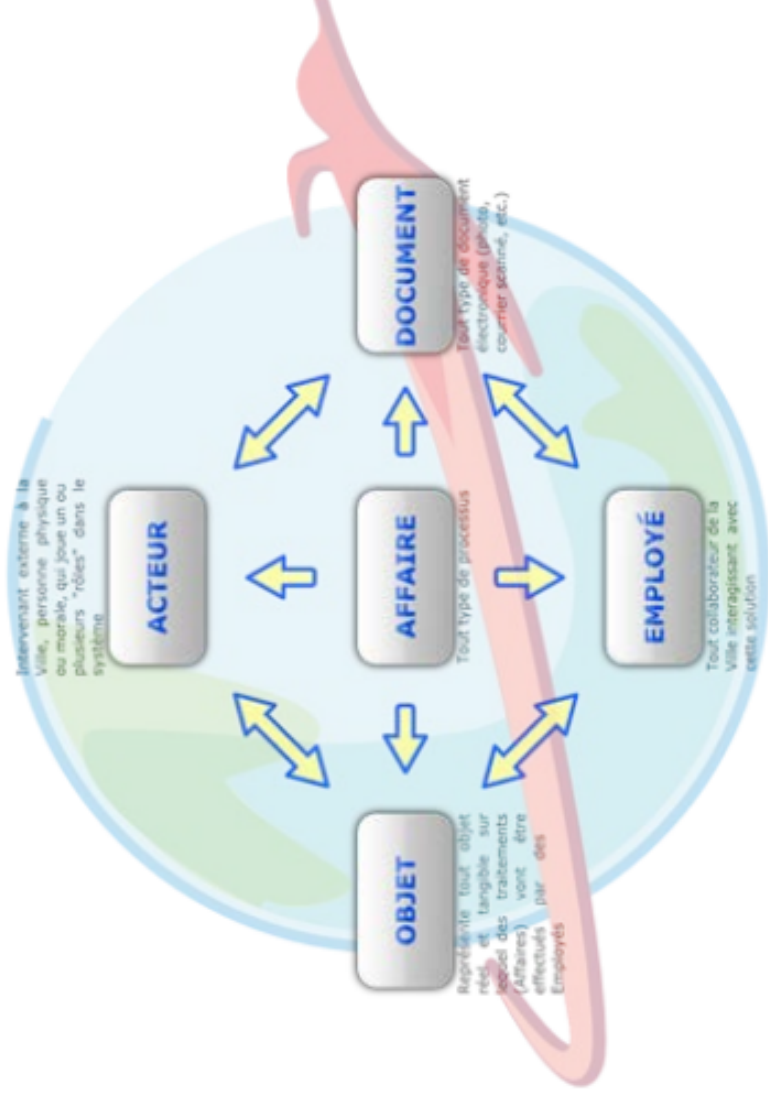 Intervenant externe à la
Ville, personne physique
ou morale, qui joue un ou
plusieurs "rôles" dans le
système
ACTEUR
OBJET
Représente tout objet
réel et tangible sur
lequel des traitements
(Affaires) vont être
effectués par des
Employés
AFFAIRE
Tout type de processus
DOCUMENT
Tout type de document
électronique (photo,
courrier scanné, etc.)
EMPLOYÉ
Tout collaborateur de la
Ville interagissant avec
cette solution